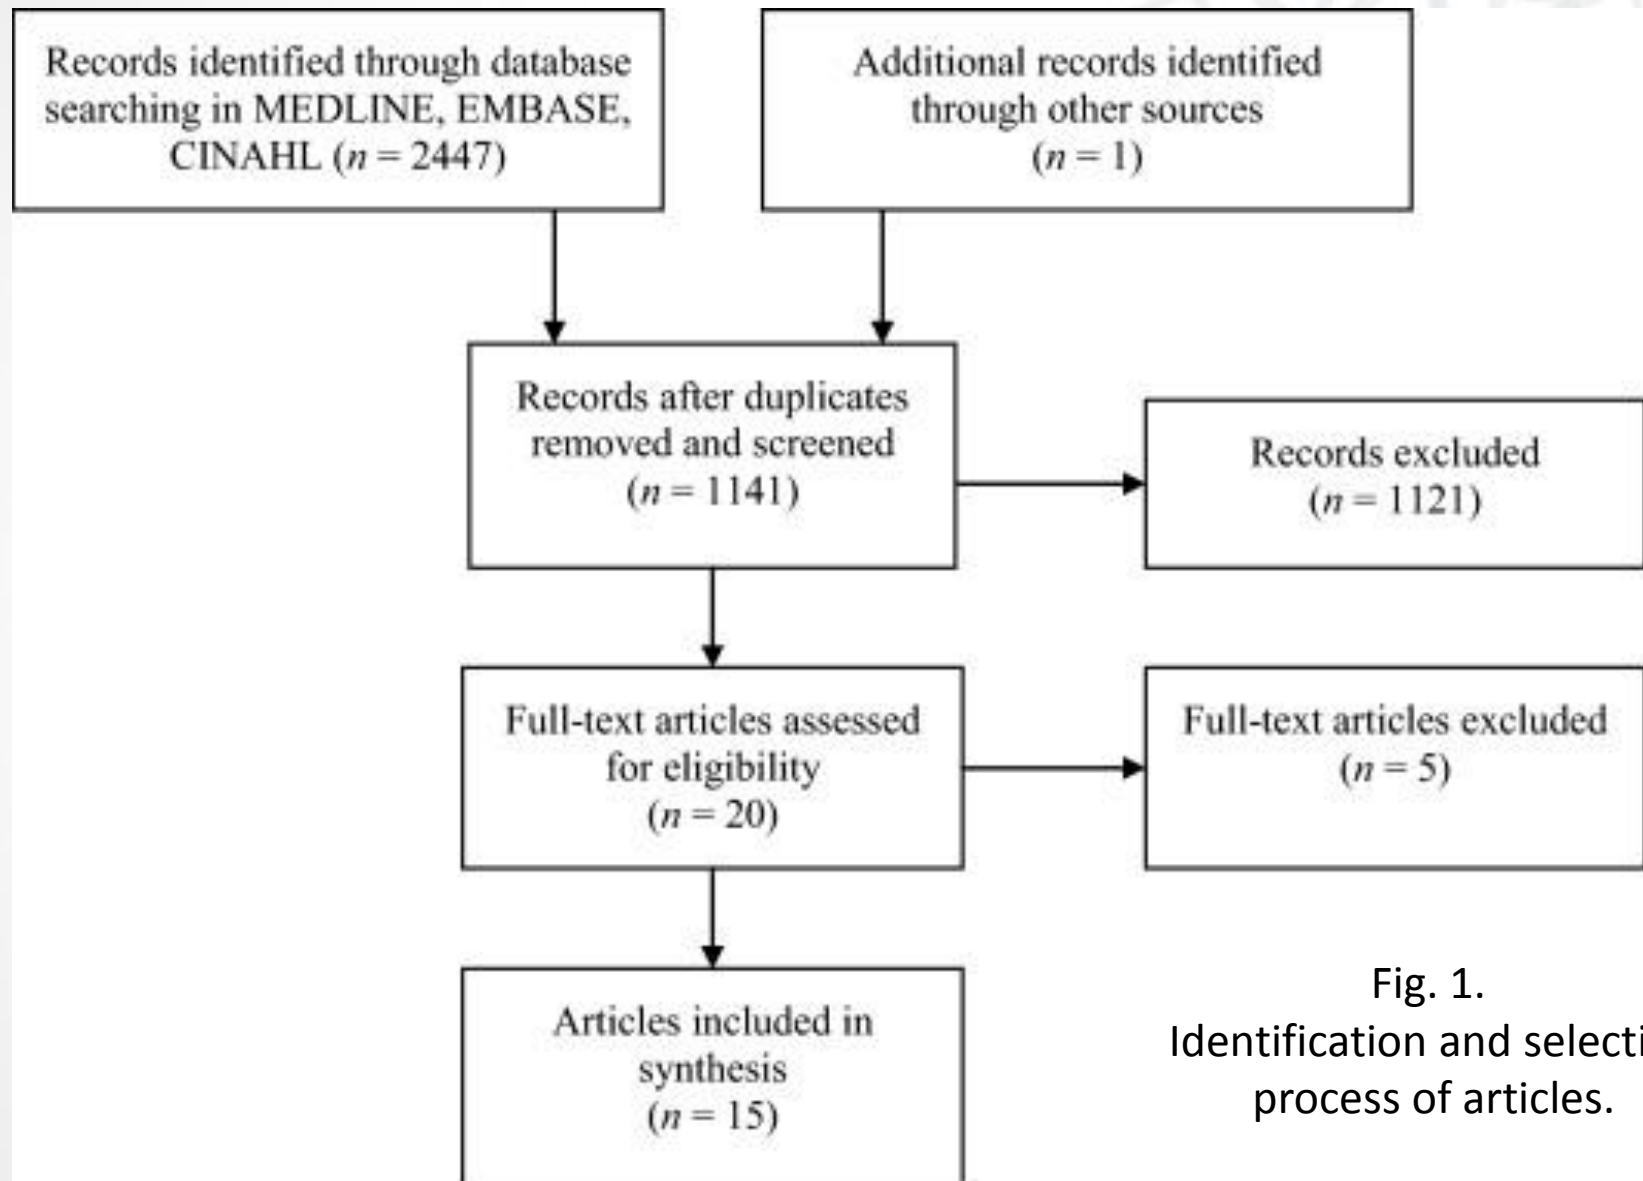 Records identified through database
searching in MEDLINE, EMBASE,
CINAHL (n = 2447)
Additional records identified
through other sources
(n = 1)
Records after duplicates
removed and screened
(n = 1141)
Records excluded
(n = 1121)
Full-text articles assessed
for eligibility
(n = 20)
Full-text articles excluded
(n = 5)
Articles included in
synthesis
(n = 15)
Fig. 1.
Identification and selecti
process of articles.